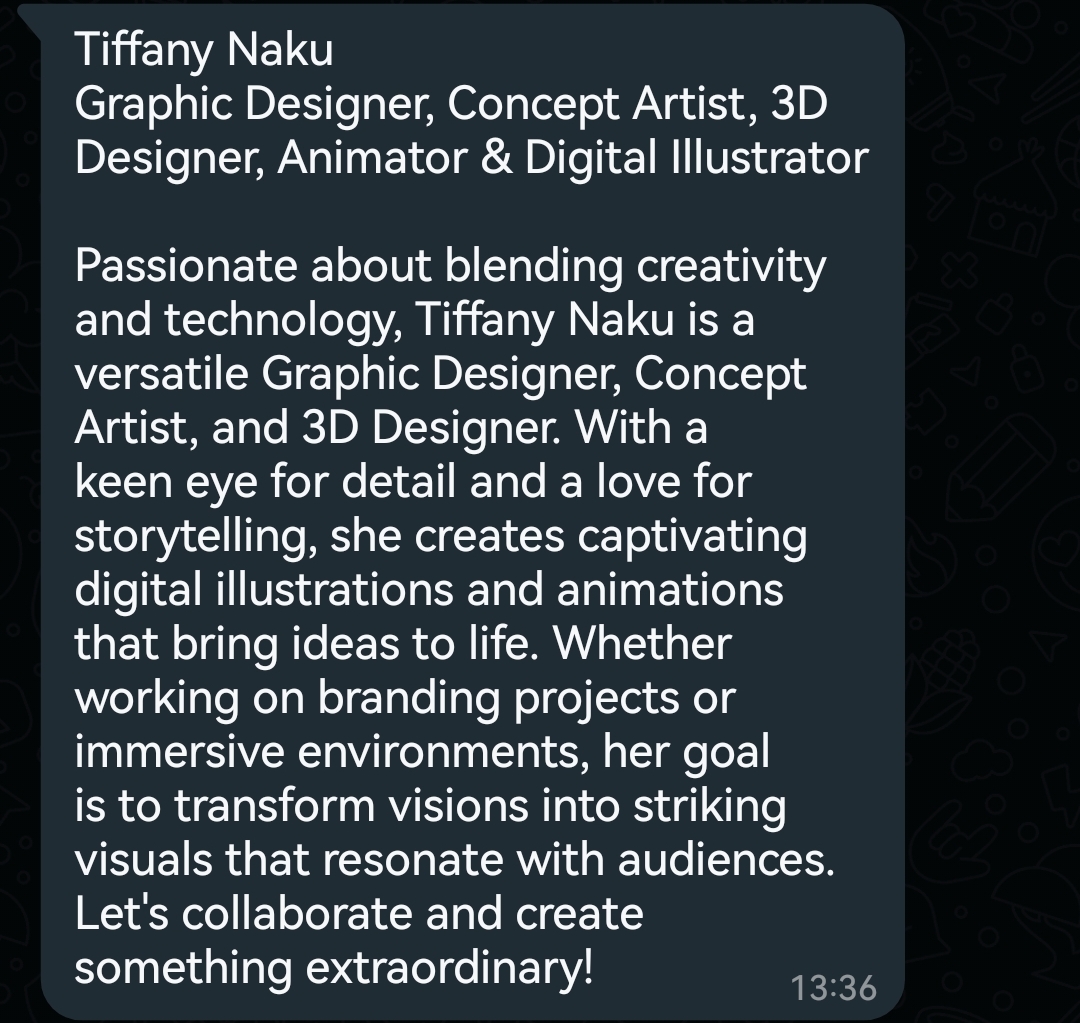 Tiffany Naku
Graphic Designer, Concept Artist, 3D
Designer, Animator & Digital Illustrator
Passionate about blending creativity
and technology, Tiffany Naku is a
versatile Graphic Designer, Concept
Artist, and 3D Designer. With a
keen eye for detail and a love for
storytelling, she creates captivating
digital illustrations and animations
that bring ideas to life. Whether
working on branding projects or
immersive environments, her goal
is to transform visions into striking
visuals that resonate with audiences.
Let's collaborate and create
something extraordinary!
13:36